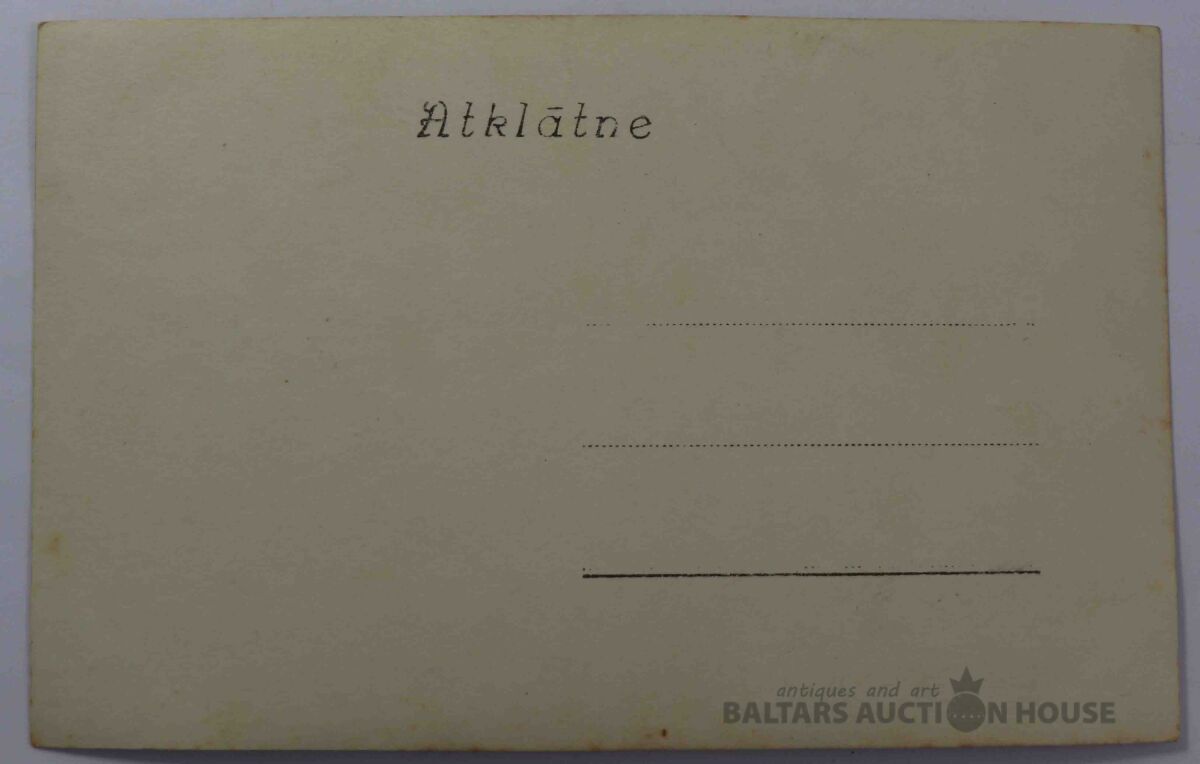 Atklātne
antiques and art
BALTARS AUCTION HOUSE